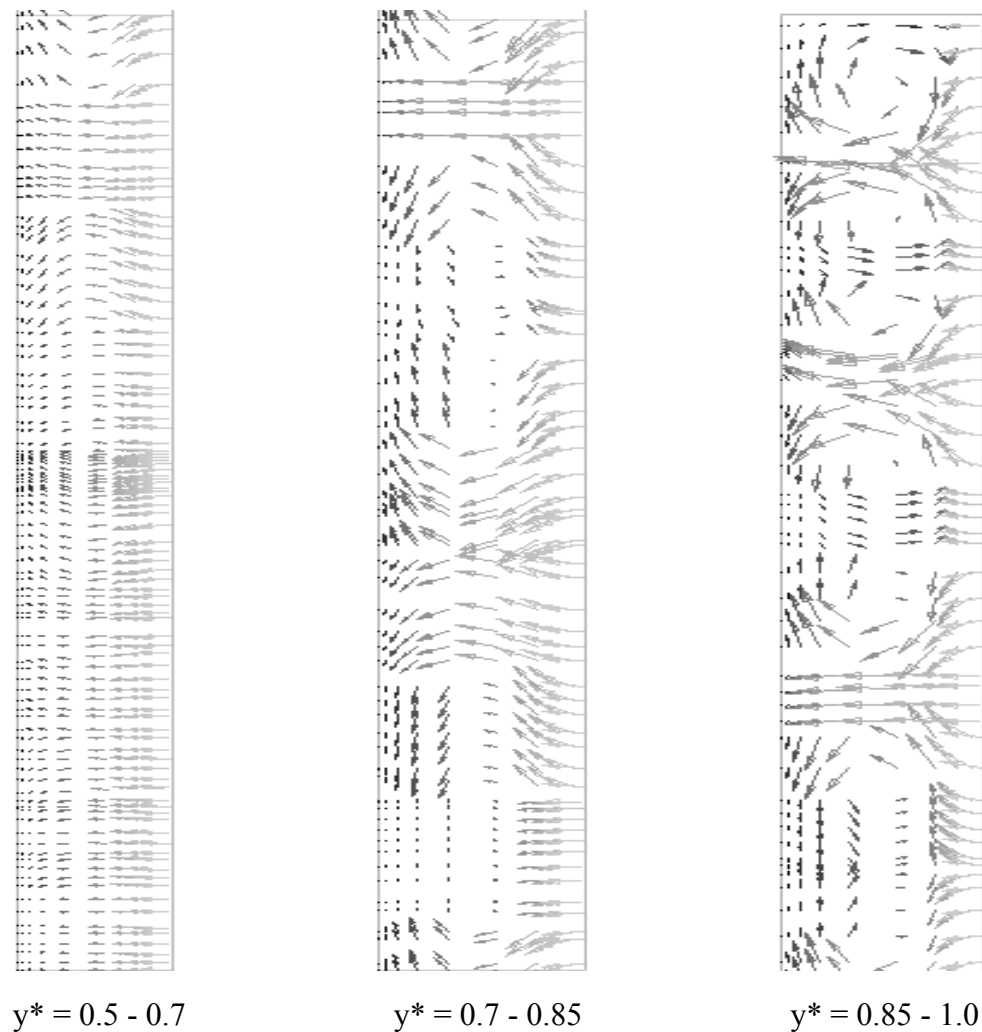 y* = 0.5 - 0.7
y* = 0.7 - 0.85
y* = 0.85 - 1.0